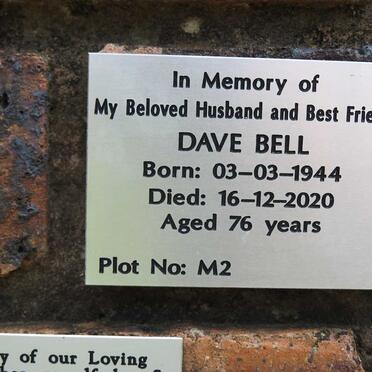 In Memory of
My Beloved Husband and Best Frie
DAVE BELL
Born: 03–03–1944
Died: 16–12–2020
Aged 76 years
Plot No: M2
y of our Loving